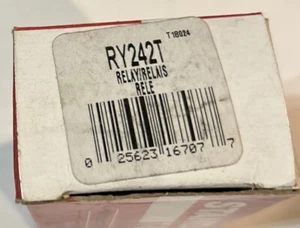 T18024
RY242T
RELAY/RELAIS
RELE
0 25623 16707 7